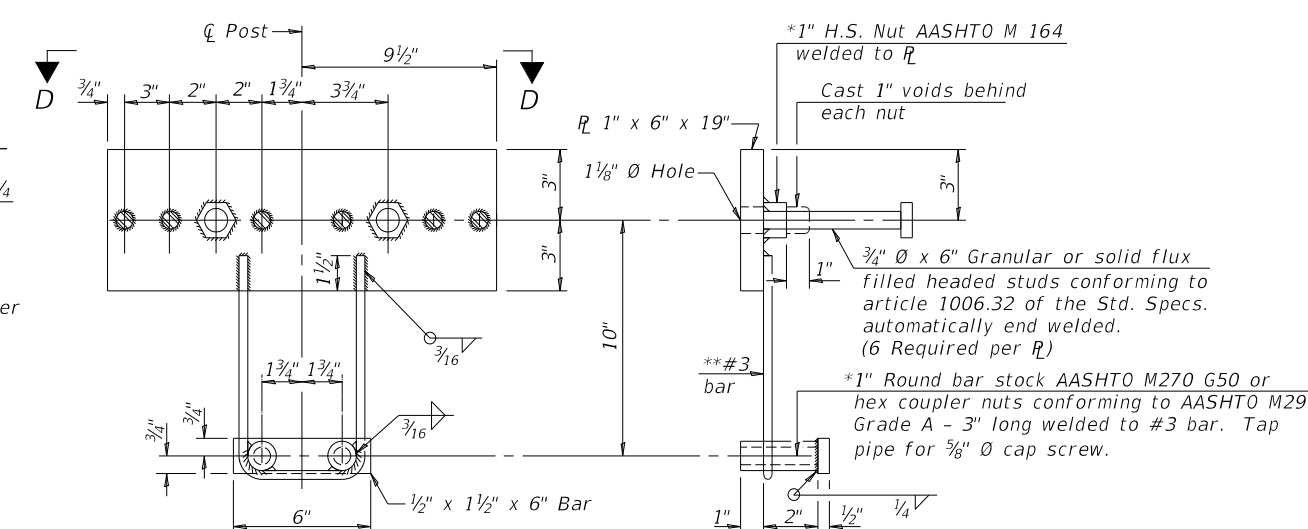 ℄ Post
9½"
D
D
¾"
3"
2"
2"
1¾"
3¾"
3"
3"
1½"
3/16
10"
1¾"
1¾"
3/16
¾"
¾"
½" x 1½" x 6" Bar
6"
er
*1" H.S. Nut AASHTO M 164
welded to ℙL
Cast 1" voids behind
each nut
ℙL 1" x 6" x 19"
1⅛" Ø Hole
3"
1"
¾" Ø x 6" Granular or solid flux
filled headed studs conforming to
article 1006.32 of the Std. Specs.
automatically end welded.
(6 Required per ℙL)
**#3
bar
*1" Round bar stock AASHTO M270 G50 or
hex coupler nuts conforming to AASHTO M29
Grade A – 3" long welded to #3 bar. Tap
pipe for ⅝" Ø cap screw.
¼
1"
2"
½"